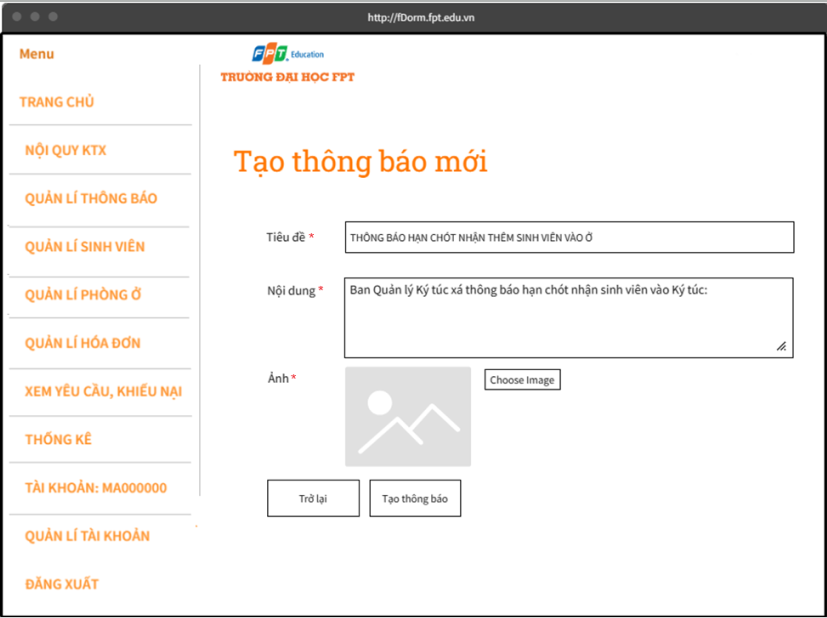 http://fDorm.fpt.edu.vn
Menu
TRANG CHỦ
NỘI QUY KTX
QUẢN LÍ THÔNG BÁO
QUẢN LÍ SINH VIÊN
QUẢN LÍ PHÒNG Ở
QUẢN LÍ HÓA ĐƠN
XEM YÊU CẦU, KHIẾU NẠI
THỐNG KÊ
TÀI KHOẢN: MA000000
QUẢN LÍ TÀI KHOẢN
ĐĂNG XUẤT
FPT Education
TRƯỜNG ĐẠI HỌC FPT
Tạo thông báo mới
Tiêu đề *
THÔNG BÁO HẠN CHÓT NHẬN THÊM SINH VIÊN VÀO Ở
Nội dung *
Ban Quản lý Ký túc xá thông báo hạn chót nhận sinh viên vào Ký túc:
Ảnh *
Choose Image
Trở lại
Tạo thông báo